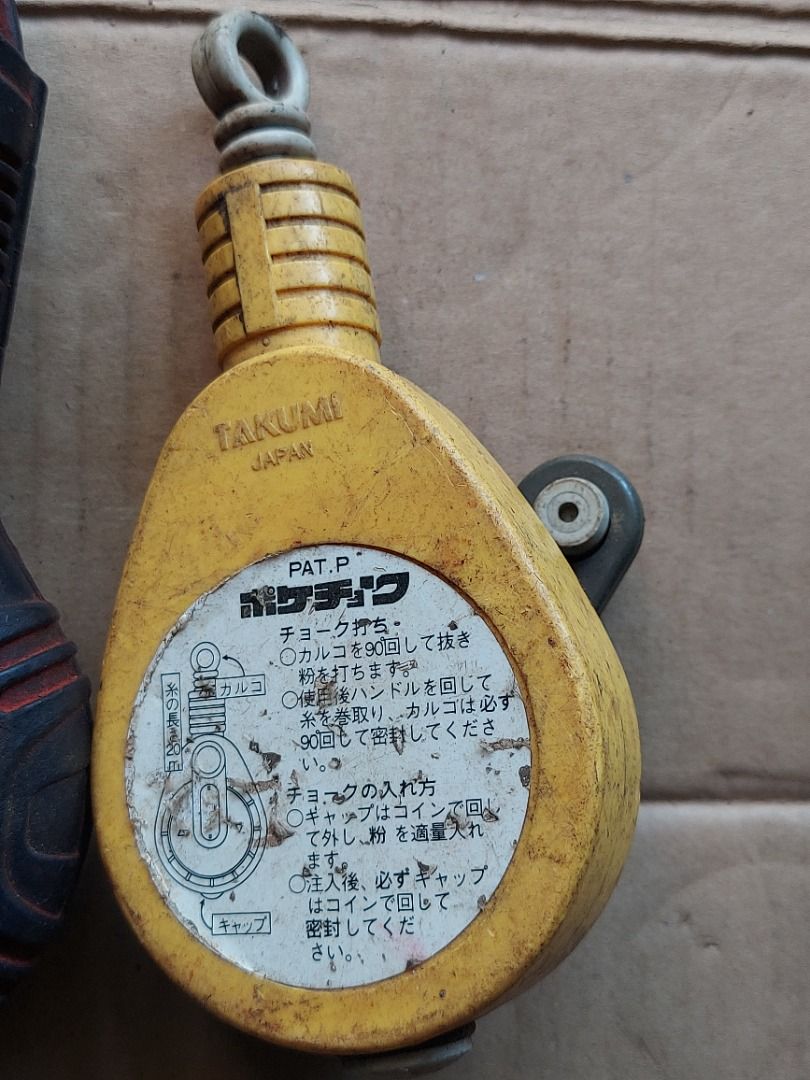 TAKUMI
JAPAN
PAT.P
ポケチョク
チョーク打ち
○カルコを90回して抜き
粉を打ちます。
○使用後ハンドルを回して
糸を巻取り、カルコは必ず
90回して密封してくださ
い。
チョークの入れ方
○キャップはコインで回し
て外し、粉を適量入れ
ます。
○注入後、必ずキャップ
はコインで回して
密封してくだ
さい。
カルコ
糸の長さ20m
キャップ